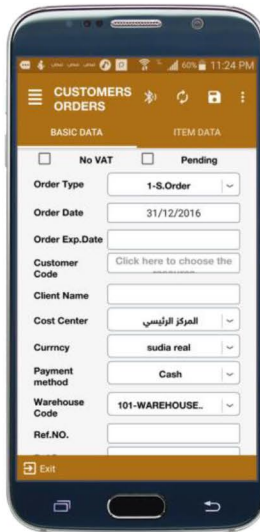 60% 11:24 PM
CUSTOMERS
ORDERS
BASIC DATA ITEM DATA
No VAT Pending
Order Type 1-S.Order
Order Date 31/12/2016
Order Exp.Date
Customer Code Click here to choose the
Client Name
Cost Center المركز الرئيسي
Currncy sudia real
Payment method Cash
Warehouse Code 101-WAREHOUSE..
Ref.NO.
Exit